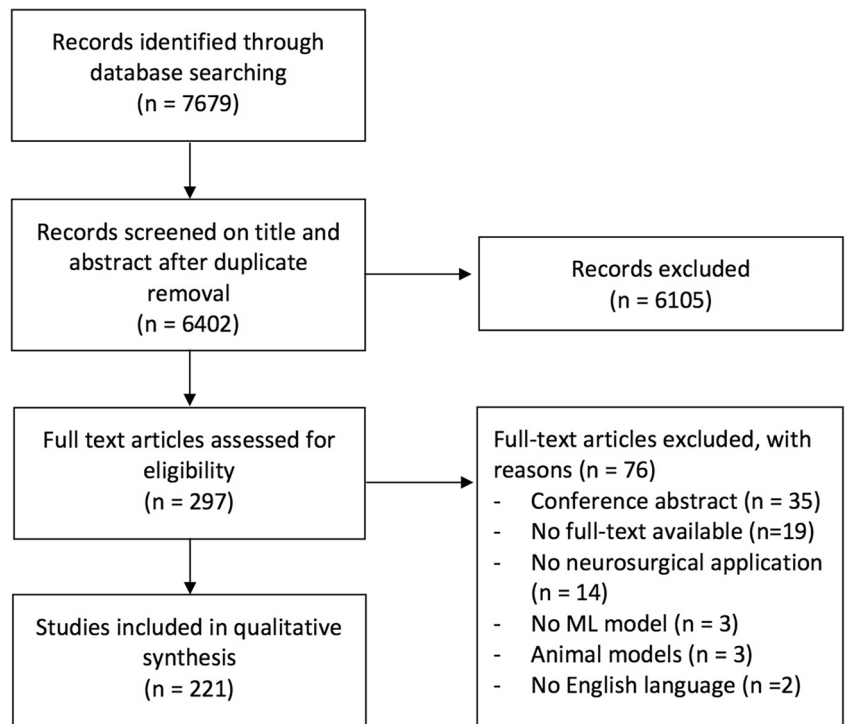 Records identified through
database searching
(n = 7679)
Records screened on title and
abstract after duplicate
removal
(n = 6402)
Records excluded
(n = 6105)
Full text articles assessed for
eligibility
(n = 297)
Full-text articles excluded, with
reasons (n = 76)
- Conference abstract (n = 35)
- No full-text available (n=19)
- No neurosurgical application
(n = 14)
- No ML model (n = 3)
- Animal models (n = 3)
- No English language (n =2)
Studies included in qualitative
synthesis
(n = 221)